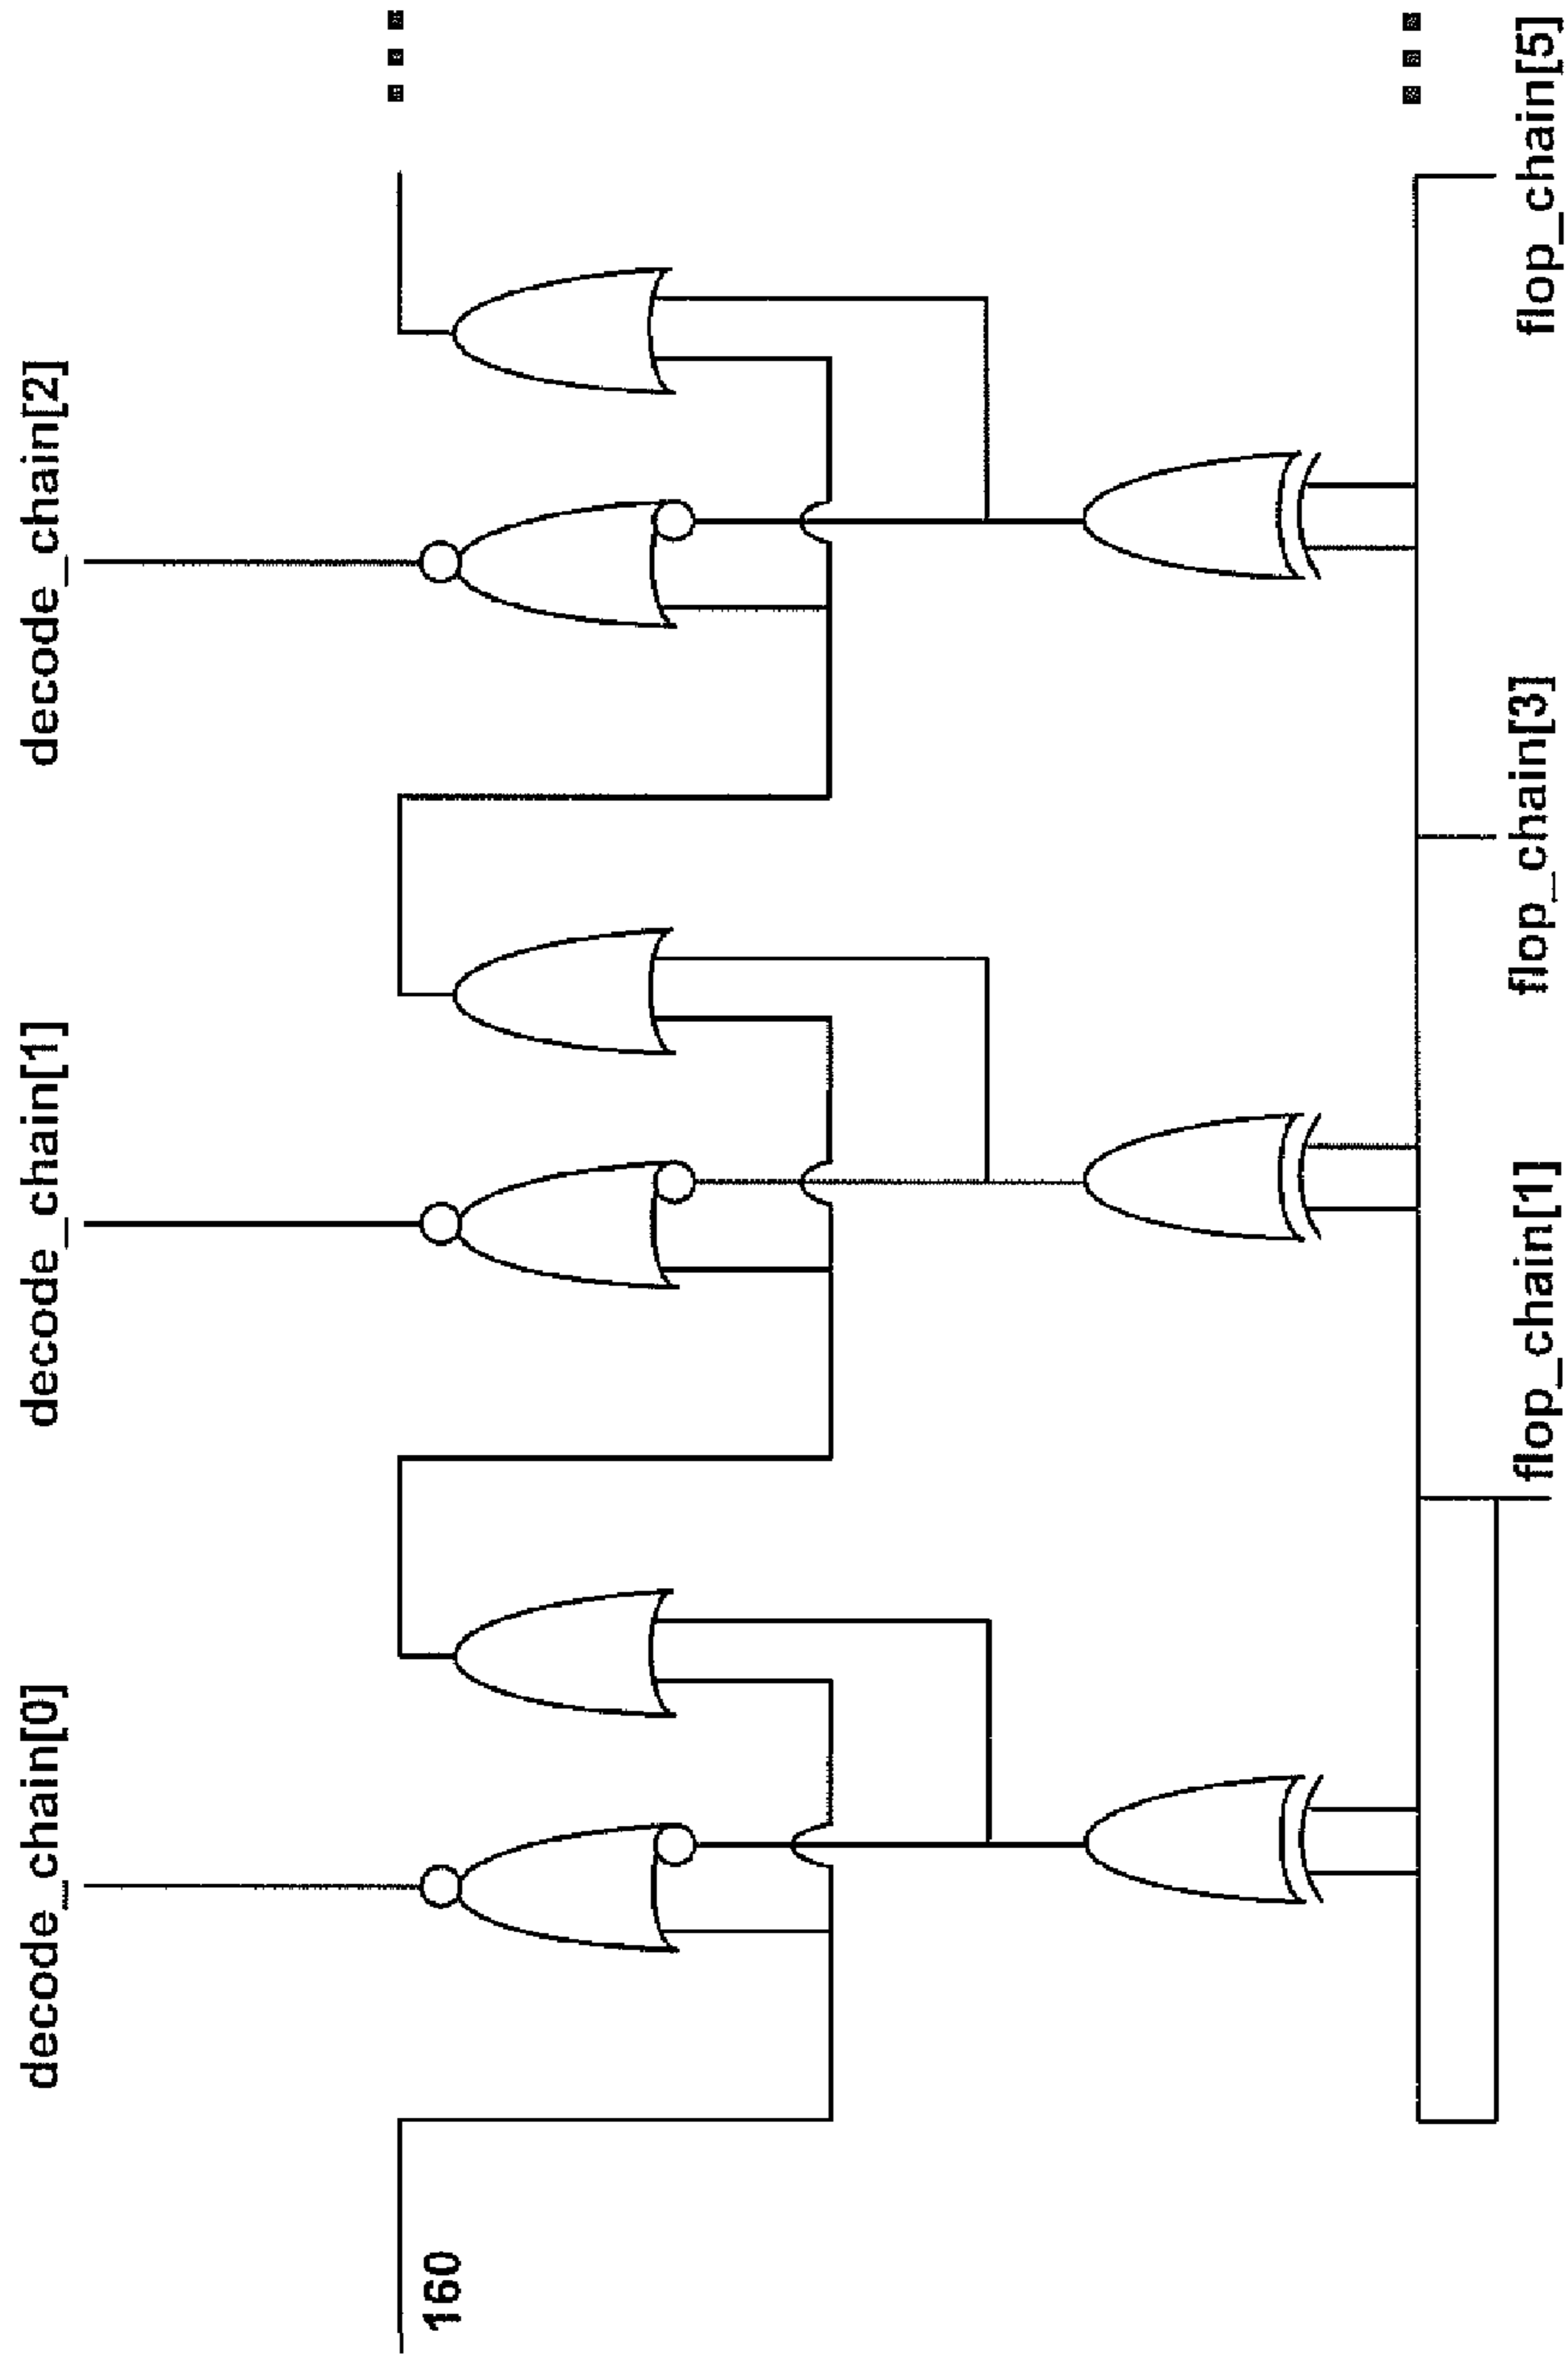 decode_chain[0]
decode_chain[1]
decode_chain[2]
160
flop_chain[1]
flop_chain[3]
flop_chain[5]